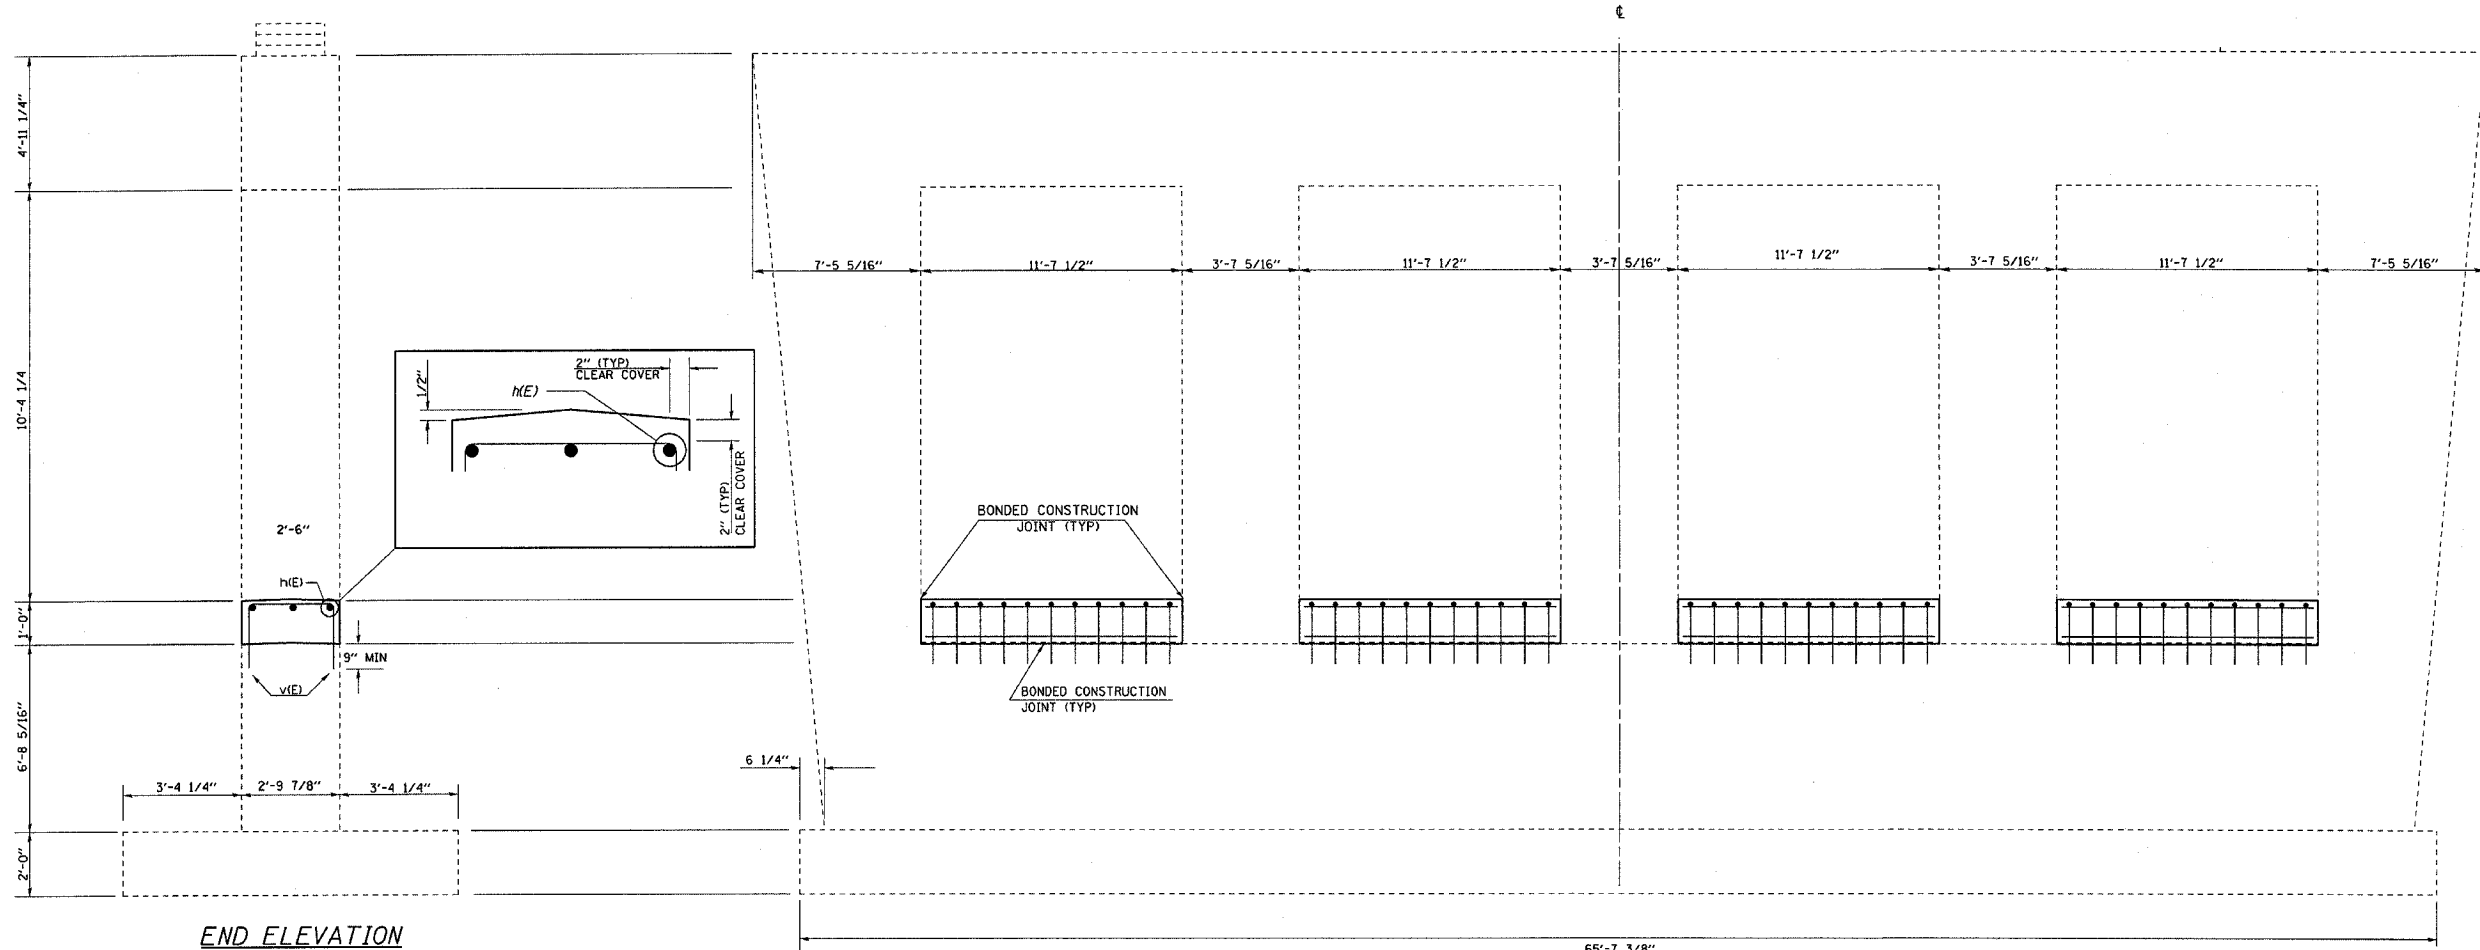 ℄
4'-11 1/4"
10'-4 1/4
1'-0"
6'-8 5/16"
2'-0"
7'-5 5/16"
11'-7 1/2"
3'-7 5/16"
11'-7 1/2"
3'-7 5/16"
11'-7 1/2"
3'-7 5/16"
11'-7 1/2"
7'-5 5/16"
1/2"
2" (TYP)
CLEAR COVER
h(E)
2" (TYP)
CLEAR COVER
2'-6"
h(E)
9" MIN
v(E)
BONDED CONSTRUCTION
JOINT (TYP)
BONDED CONSTRUCTION
JOINT (TYP)
6 1/4"
3'-4 1/4"
2'-9 7/8"
3'-4 1/4"
END ELEVATION
65'-7 3/8"